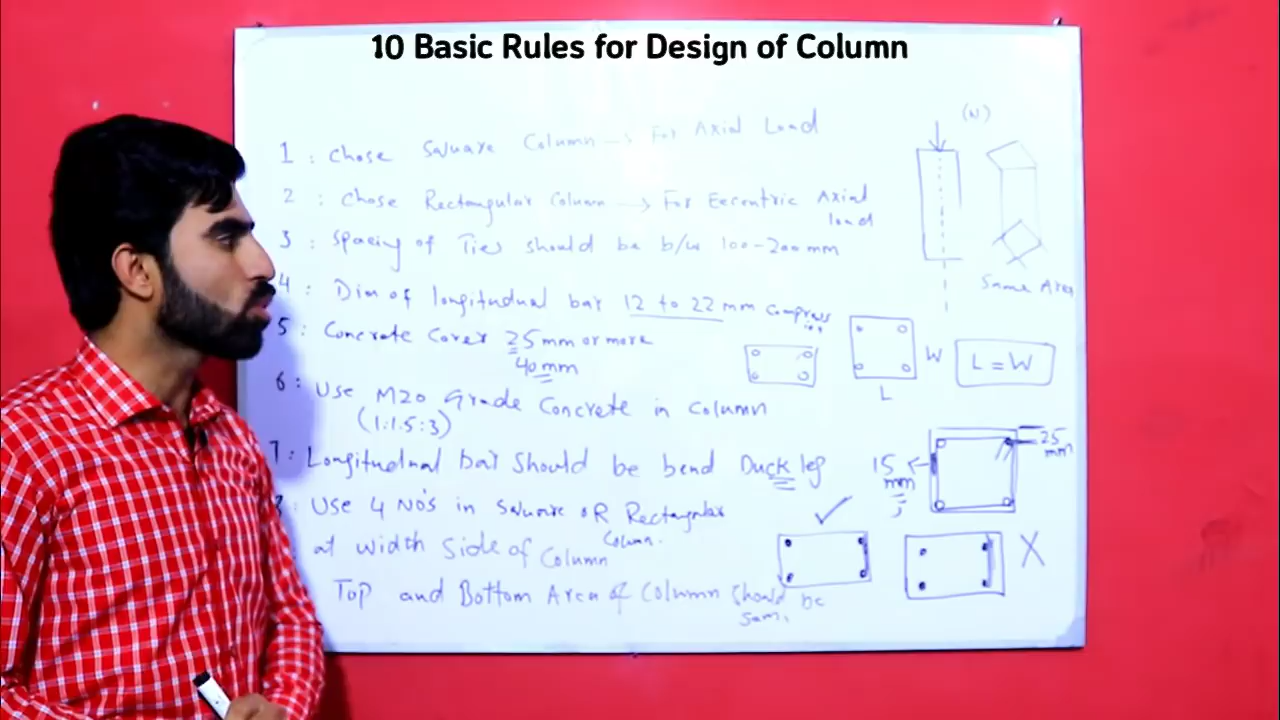 10 Basic Rules for Design of Column
1 : Chose Square Column → For Axial Load
2 : Chose Rectangular Column → For Eccentric Axial load
3 : Spacing of Ties should be b/w 100-200 mm
4 : Dia of longitudual bar 12 to 22 mm
5 : Concrete Cover 25 mm or more
40 mm
6 : Use M20 Grade Concrete in Column
(1:1.5:3)
7 : Longitudual bar should be bend Duck leg
8 : Use 4 No's in Square OR Rectangular Column.
: at width Side of Column
Top and Bottom Area of Column should be same
(W)
Same Area
W
L
L = W
25 mm
15 mm